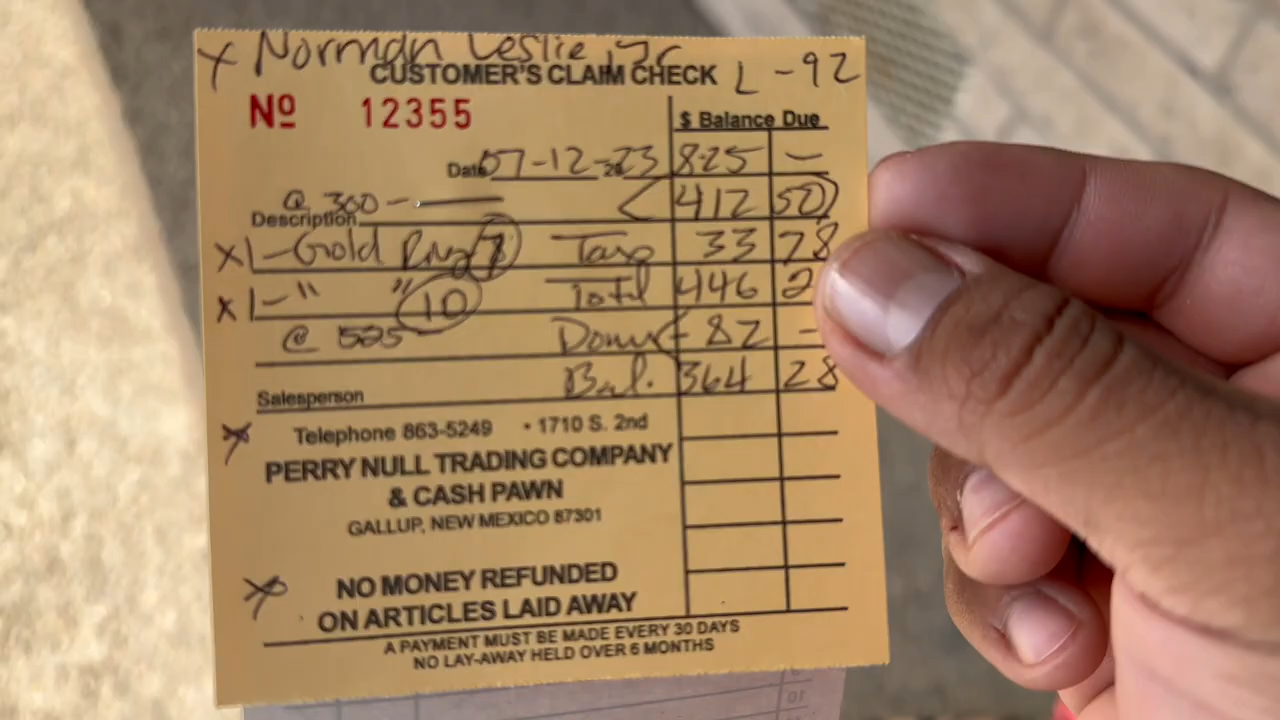 x Norman Leslie, Jr
CUSTOMER'S CLAIM CHECK L-92
Nº 12355
$ Balance Due
Date 07-12-2023 825 -
@ 300 - < 412 50 >
Description
x 1-Gold Ring 7 Tax 33 78
x 1-" " 10 Total 446 2
@ 525 Down <- 82 -
Bal. 364 28
Salesperson
x Telephone 863-5249 • 1710 S. 2nd
PERRY NULL TRADING COMPANY
& CASH PAWN
GALLUP, NEW MEXICO 87301
x NO MONEY REFUNDED
ON ARTICLES LAID AWAY
A PAYMENT MUST BE MADE EVERY 30 DAYS
NO LAY-AWAY HELD OVER 6 MONTHS